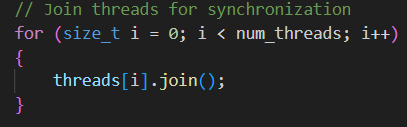 // Join threads for synchronization
for (size_t i = 0; i < num_threads; i++)
{
    threads[i].join();
}